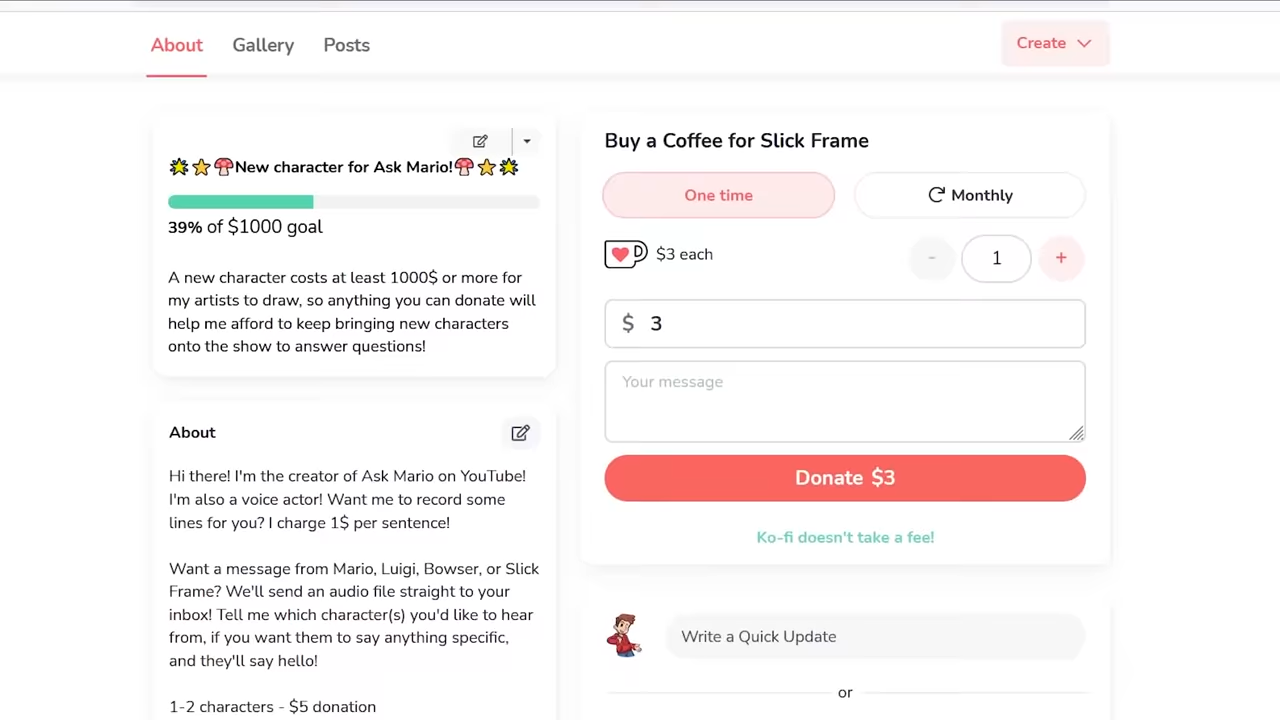 About Gallery Posts
Create
New character for Ask Mario!
39% of $1000 goal
A new character costs at least 1000$ or more for
my artists to draw, so anything you can donate will
help me afford to keep bringing new characters
onto the show to answer questions!
About
Hi there! I'm the creator of Ask Mario on YouTube!
I'm also a voice actor! Want me to record some
lines for you? I charge 1$ per sentence!
Want a message from Mario, Luigi, Bowser, or Slick
Frame? We'll send an audio file straight to your
inbox! Tell me which character(s) you'd like to hear
from, if you want them to say anything specific,
and they'll say hello!
1-2 characters - $5 donation
Buy a Coffee for Slick Frame
One time
Monthly
$3 each
- 1 +
$ 3
Your message
Donate $3
Ko-fi doesn't take a fee!
Write a Quick Update
or